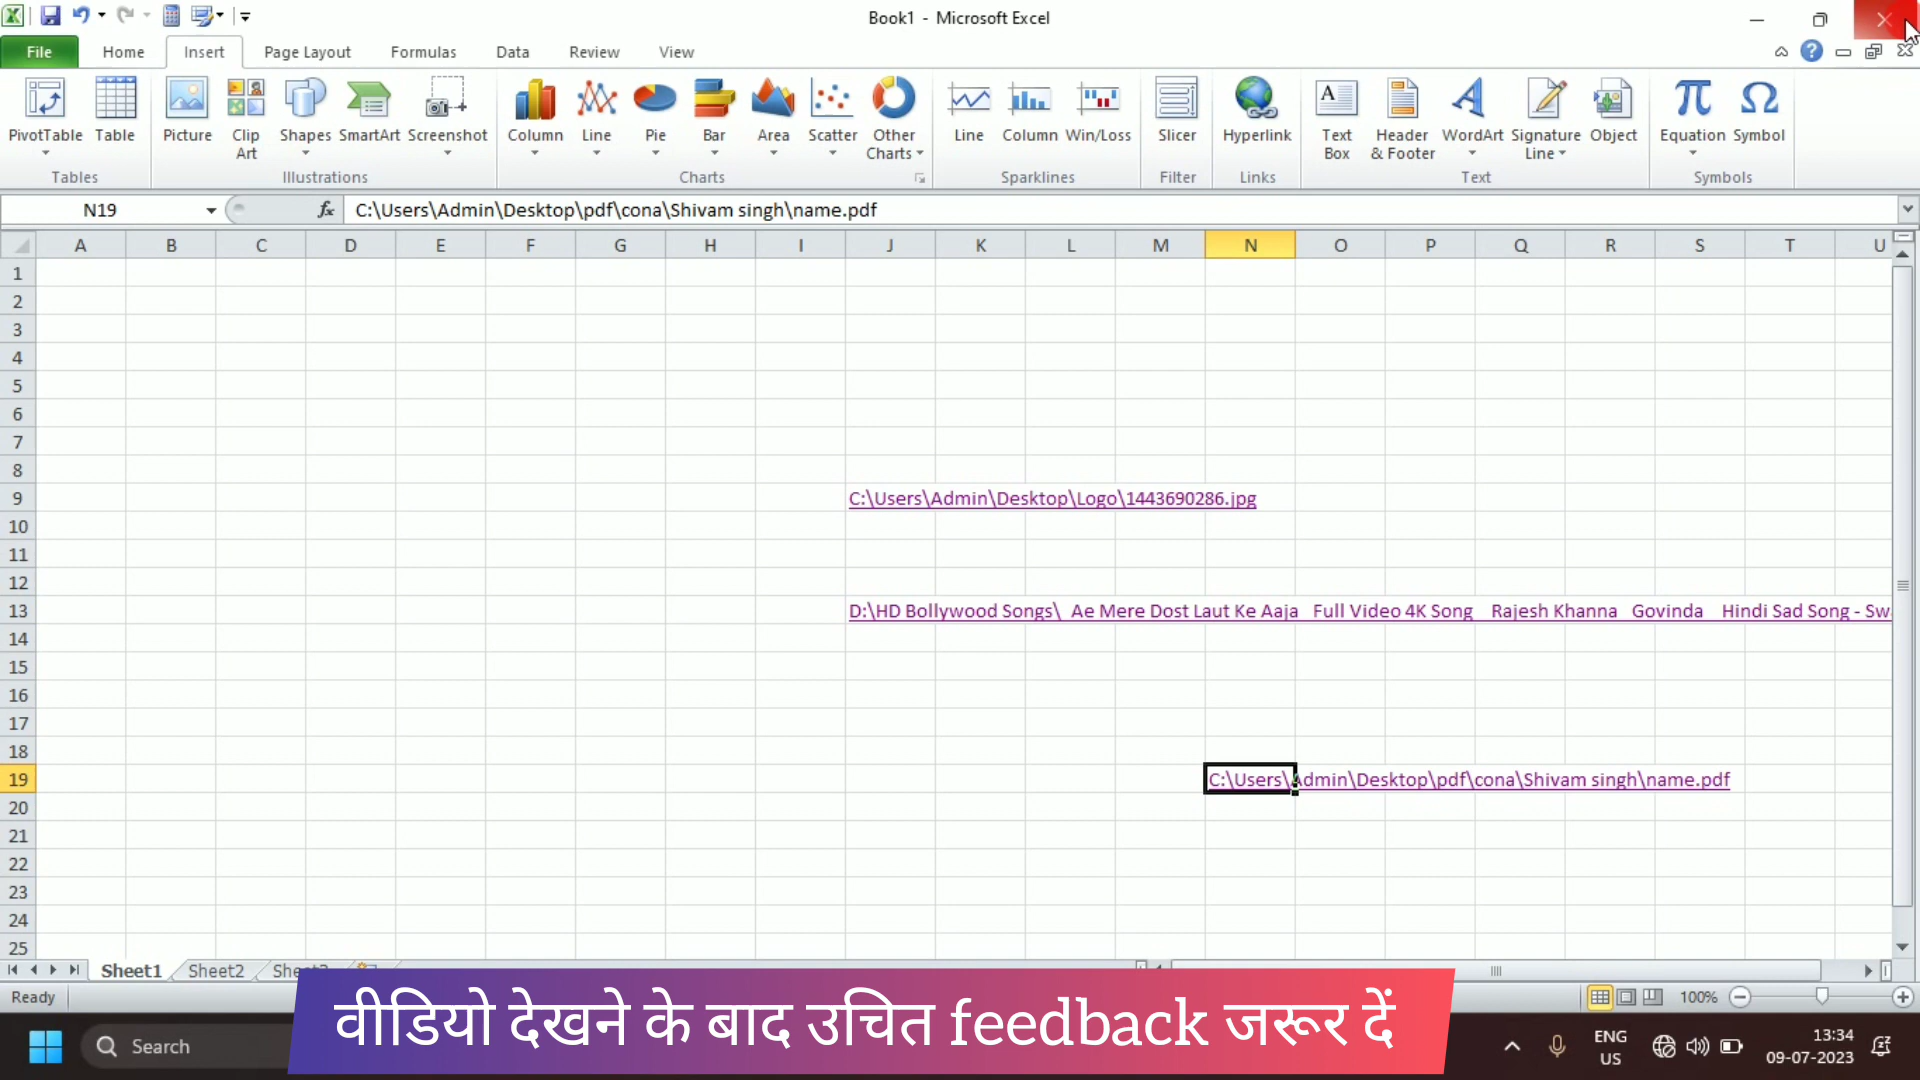 Book1 - Microsoft Excel
File Home Insert Page Layout Formulas Data Review View
PivotTable Table Picture Clip Art Shapes SmartArt Screenshot Column Line Pie Bar Area Scatter Other Charts Line Column Win/Loss Slicer Hyperlink Text Box Header & Footer WordArt Signature Line Object Equation Symbol
Tables Illustrations Charts Sparklines Filter Links Text Symbols
N19 fx C:\Users\Admin\Desktop\pdf\cona\Shivam singh\name.pdf
A B C D E F G H I J K L M N O P Q R S T U
1
2
3
4
5
6
7
8
9 C:\Users\Admin\Desktop\Logo\1443690286.jpg
10
11
12
13 D:\HD Bollywood Songs\ Ae Mere Dost Laut Ke Aaja Full Video 4K Song Rajesh Khanna Govinda Hindi Sad Song - Sw
14
15
16
17
18
19 C:\Users\Admin\Desktop\pdf\cona\Shivam singh\name.pdf
20
21
22
23
24
25
Sheet1 Sheet2
Ready 100%
वीडियो देखने के बाद उचित feedback जरूर दें
Search ENG 13:34
US 09-07-2023